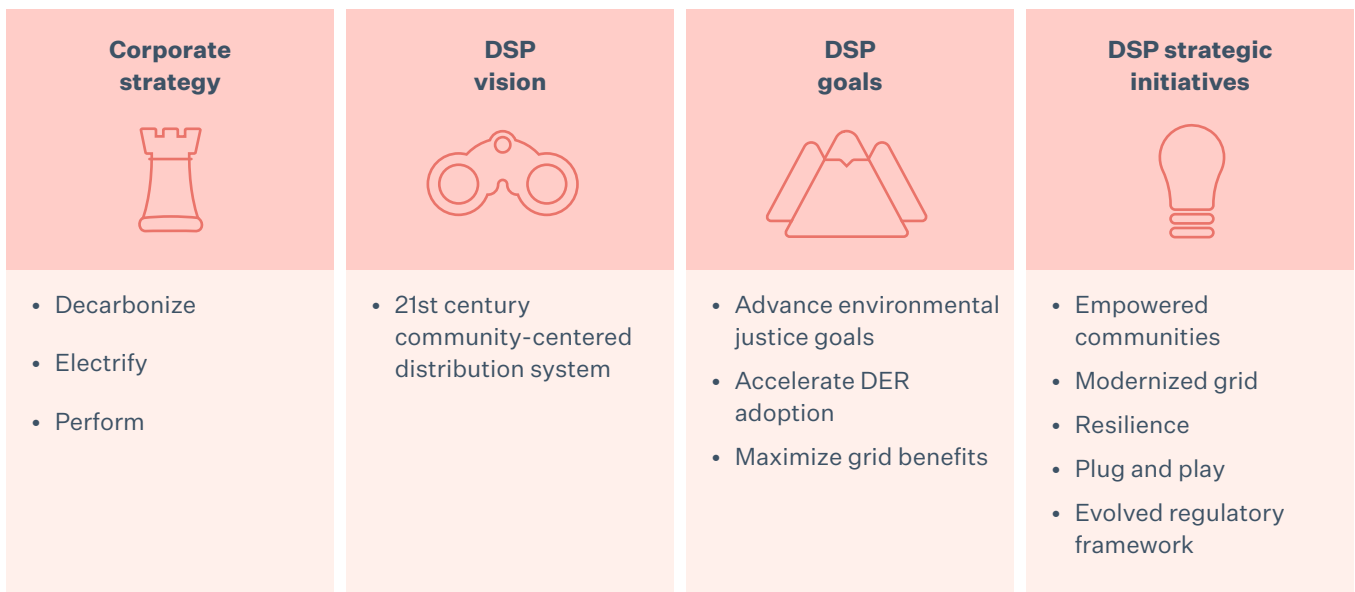 Corporate
strategy
• Decarbonize
• Electrify
• Perform
DSP
vision
• 21st century
community-centered
distribution system
DSP
goals
• Advance environmental
justice goals
• Accelerate DER
adoption
• Maximize grid benefits
DSP strategic
initiatives
• Empowered
communities
• Modernized grid
• Resilience
• Plug and play
• Evolved regulatory
framework